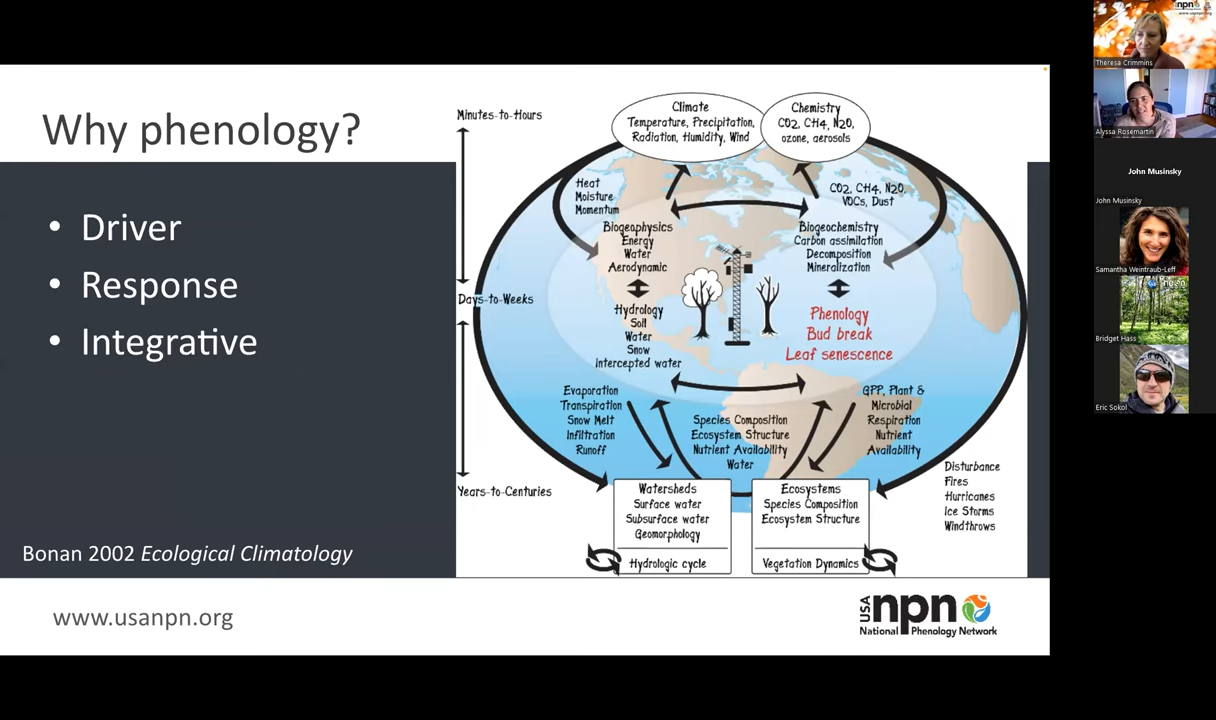 Why phenology?
• Driver
• Response
• Integrative
Bonan 2002 Ecological Climatology
www.usanpn.org
Minutes-to-Hours
Days-to-Weeks
Years-to-Centuries
Climate
Temperature, Precipitation,
Radiation, Humidity, Wind
Chemistry
CO2, CH4, N2O,
ozone, aerosols
Heat
Moisture
Momentum
CO2, CH4, N2O,
VOCs, Dust
Biogeophysics
Energy
Water
Aerodynamic
Biogeochemistry
Carbon assimilation
Decomposition
Mineralization
Hydrology
Soil
Water
Snow
Intercepted water
Phenology
Bud break
Leaf senescence
Evaporation
Transpiration
Snow Melt
Infiltration
Runoff
Species Composition
Ecosystem Structure
Nutrient Availability
Water
GPP, Plant &
Microbial
Respiration
Nutrient
Availability
Watersheds
Surface water
Subsurface water
Geomorphology
Hydrologic cycle
Ecosystems
Species Composition
Ecosystem Structure
Vegetation Dynamics
Disturbance
Fires
Hurricanes
Ice Storms
Windthrows
USA npn
National Phenology Network
npn
www.usanpn.org
Theresa Crimmins
Alyssa Rosemartin
John Musinsky
John Musinsky
Samantha Weintraub-Leff
Bridget Hass
Eric Sokol